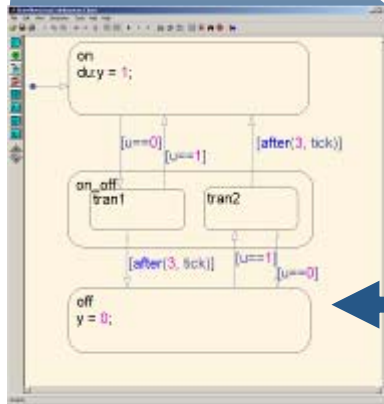 on
du:y = 1;
[u==0]
[u==1]
[after(3, tick)]
on_off
tran1
tran2
[after(3, tick)]
[u==1]
[u==0]
off
y = 0;